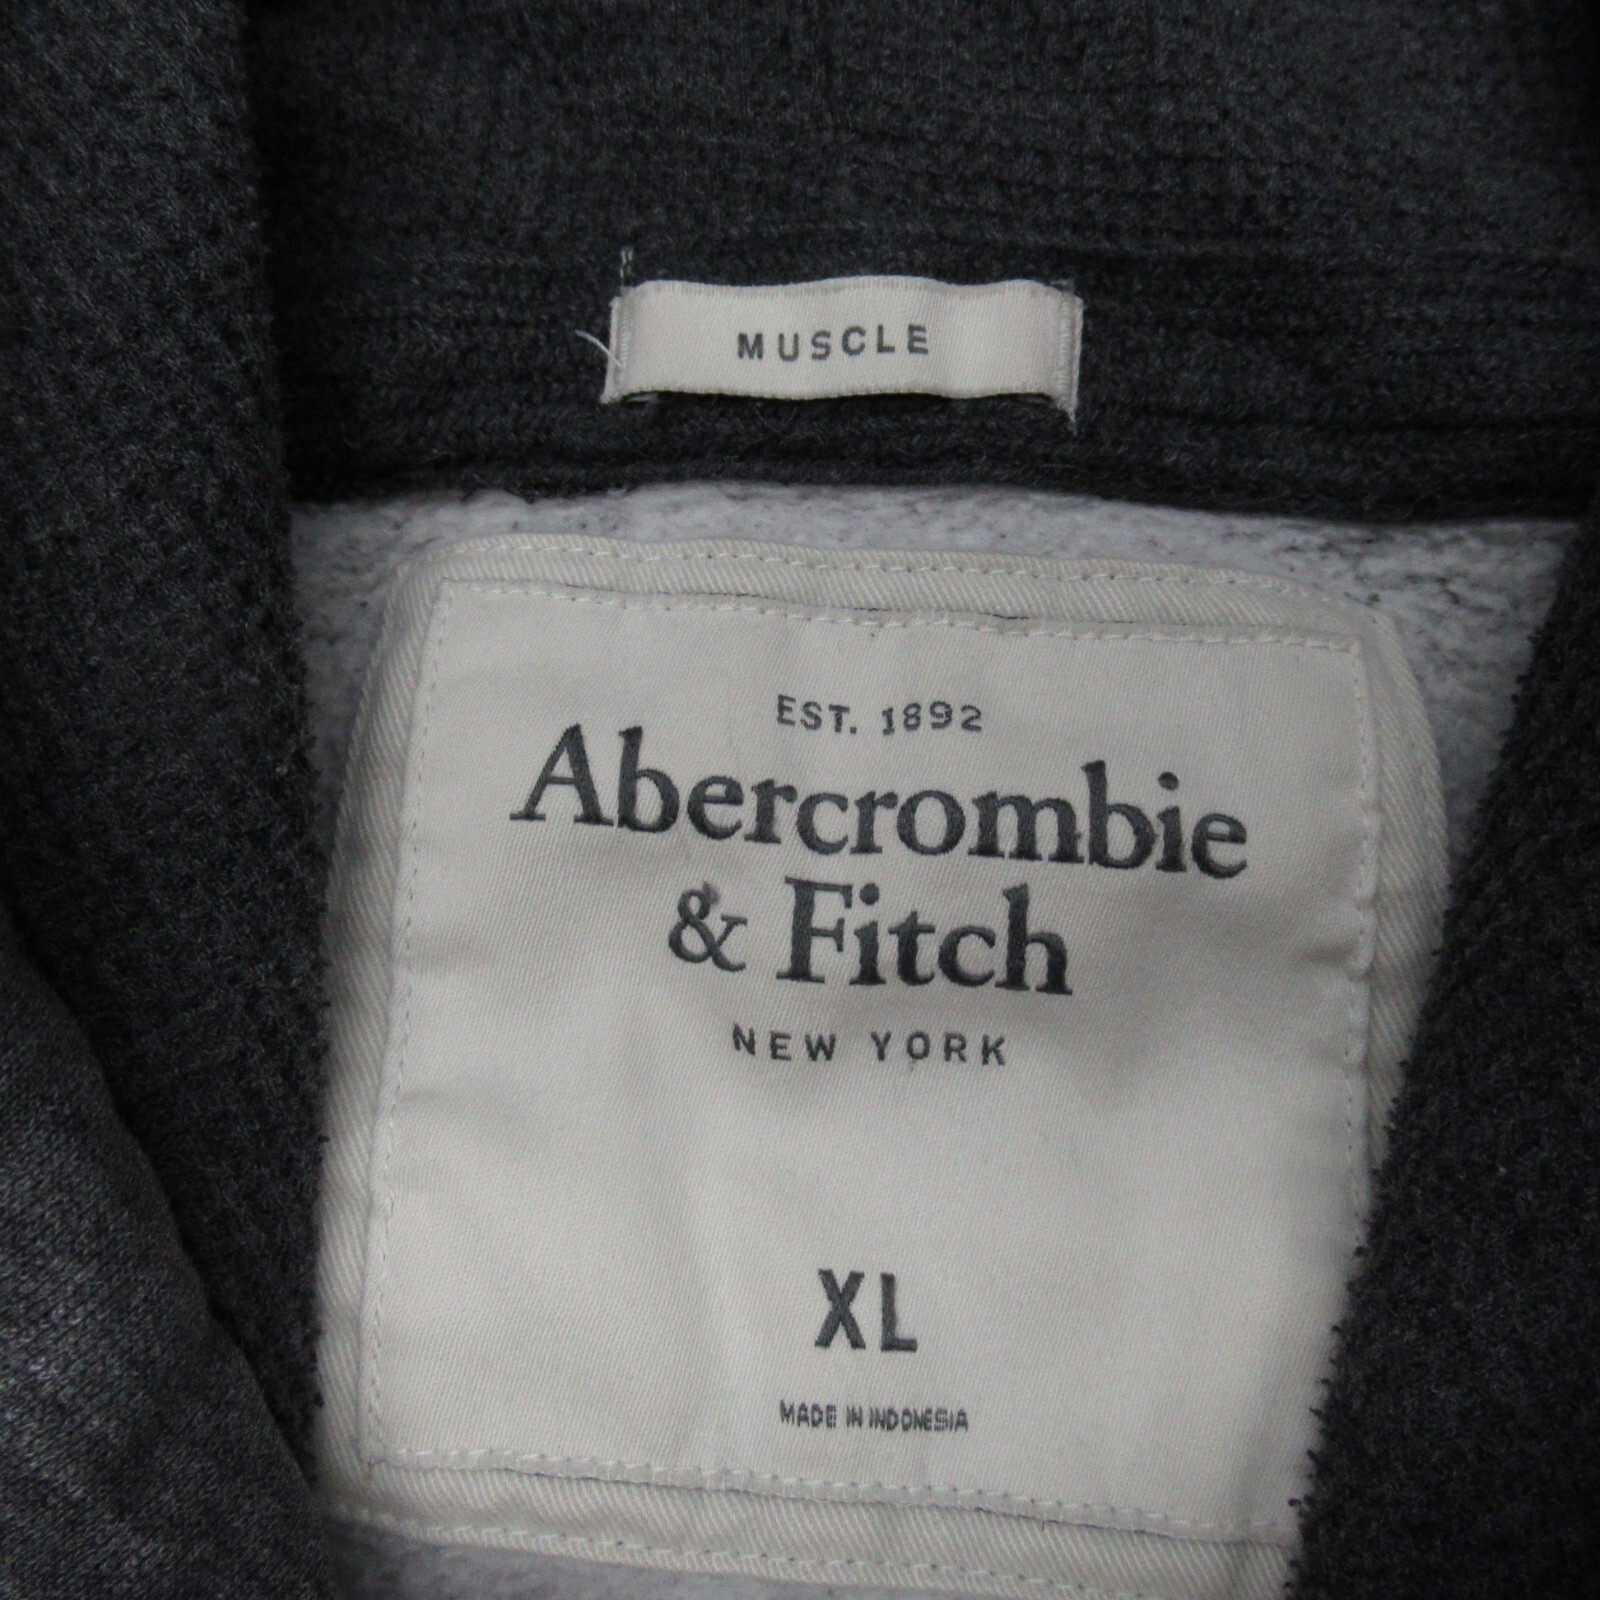 MUSCLE
EST. 1892
Abercrombie
& Fitch
NEW YORK
XL
MADE IN INDONESIA